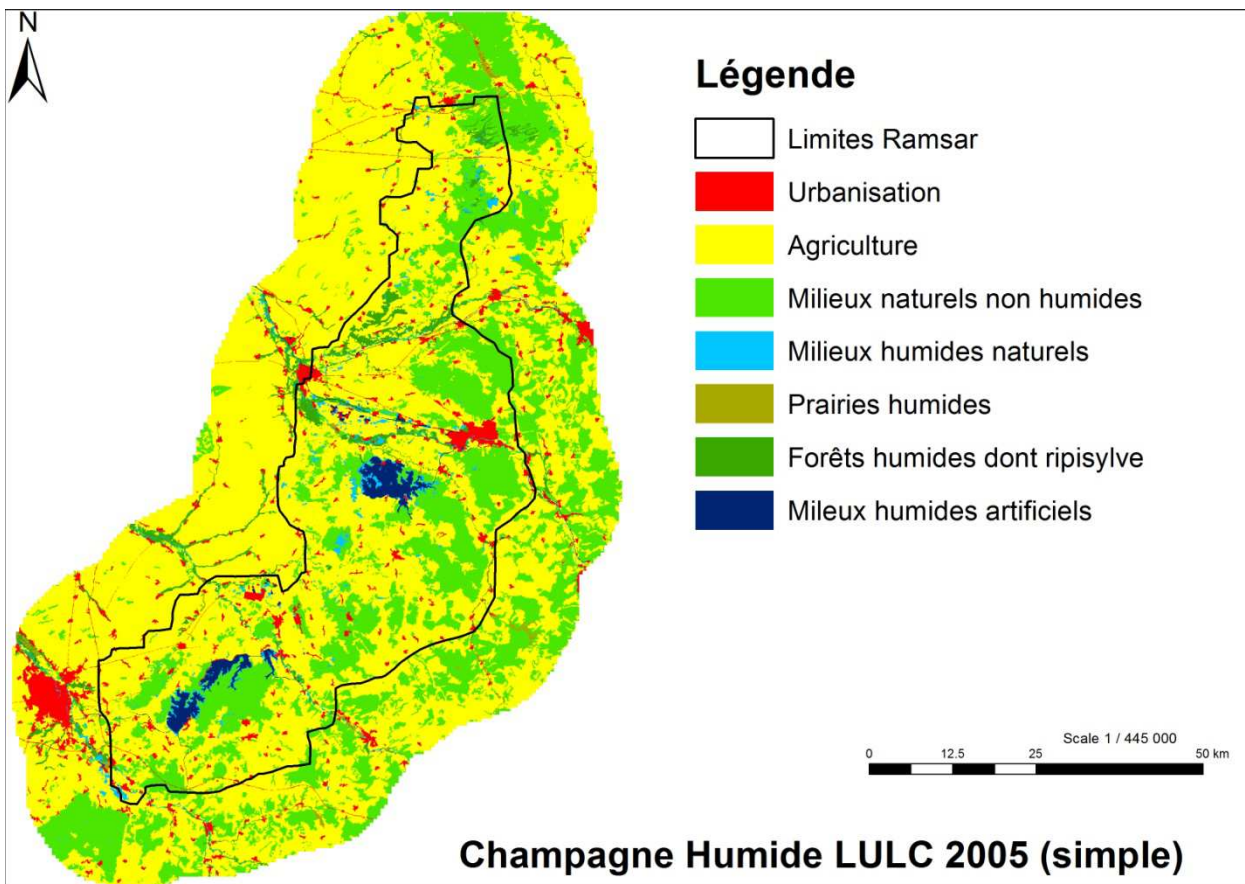 N
Légende
Limites Ramsar
Urbanisation
Agriculture
Milieux naturels non humides
Milieux humides naturels
Prairies humides
Forêts humides dont ripisylve
Mileux humides artificiels
Scale 1 / 445 000
0 12.5 25 50 km
Champagne Humide LULC 2005 (simple)